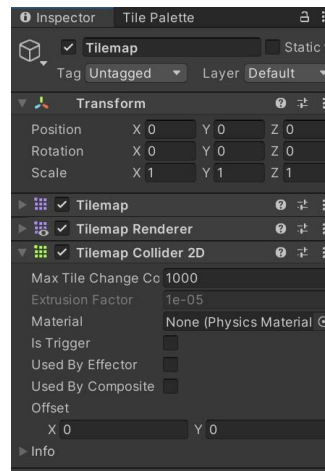 Inspector Tile Palette
Tilemap Static
Tag Untagged Layer Default
Transform
Position X 0 Y 0 Z 0
Rotation X 0 Y 0 Z 0
Scale X 1 Y 1 Z 1
Tilemap
Tilemap Renderer
Tilemap Collider 2D
Max Tile Change Co 1000
Extrusion Factor 1e-05
Material None (Physics Material
Is Trigger
Used By Effector
Used By Composite
Offset
X 0 Y 0
Info